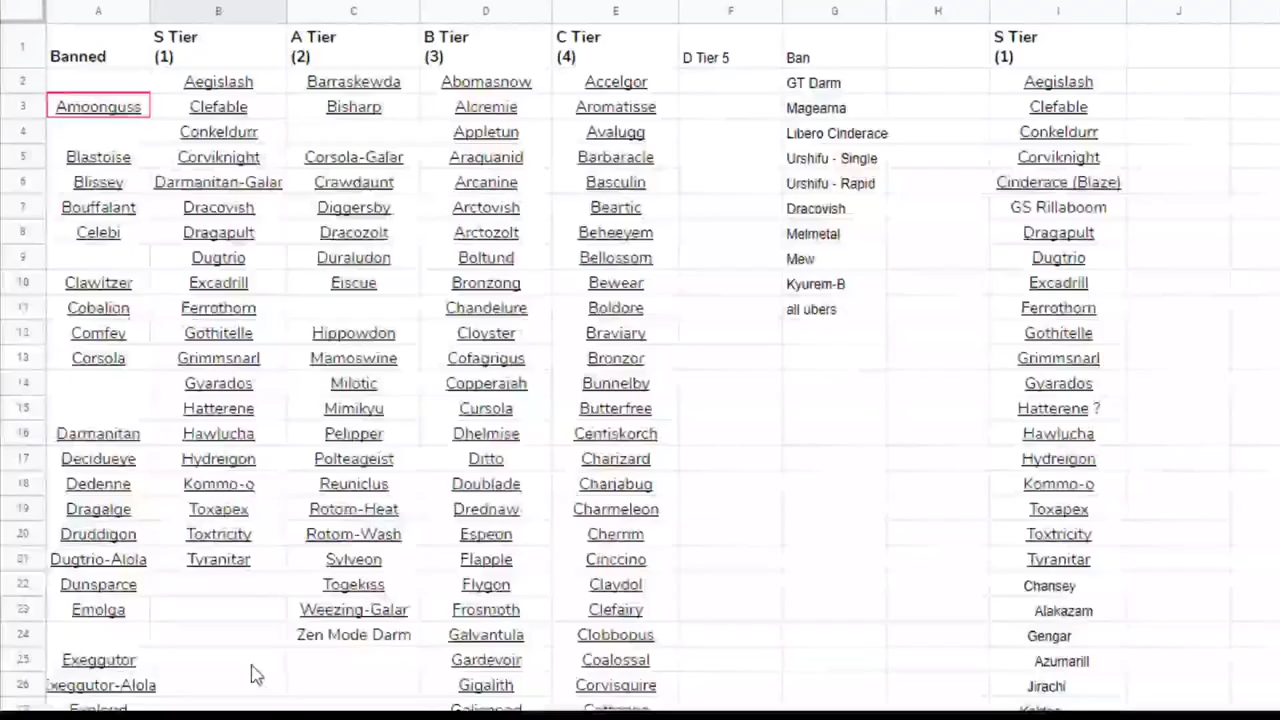 A B C D E F G H I J
1 Banned S Tier (1) A Tier (2) B Tier (3) C Tier (4) D Tier 5 Ban S Tier (1)
2 Aegislash Barraskewda Abomasnow Accelgor GT Darm Aegislash
3 Amoonguss Clefable Bisharp Alcremie Aromatisse Magearna Clefable
4 Conkeldurr Appletun Avalugg Libero Cinderace Conkeldurr
5 Blastoise Corviknight Corsola-Galar Araquanid Barbaracle Urshifu - Single Corviknight
6 Blissey Darmanitan-Galar Crawdaunt Arcanine Basculin Urshifu - Rapid Cinderace (Blaze)
7 Bouffalant Dracovish Diggersby Arctovish Beartic Dracovish GS Rillaboom
8 Celebi Dragapult Dracozolt Arctozolt Beheeyem Melmetal Dragapult
9 Dugtrio Duraludon Boltund Bellossom Mew Dugtrio
10 Clawitzer Excadrill Eiscue Bronzong Bewear Kyurem-B Excadrill
11 Cobalion Ferrothorn Chandelure Boldore all ubers Ferrothorn
12 Comfey Gothitelle Hippowdon Cloyster Braviary Gothitelle
13 Corsola Grimmsnarl Mamoswine Cofagrigus Bronzor Grimmsnarl
14 Gyarados Milotic Copperajah Bunnelby Gyarados
15 Hatterene Mimikyu Cursola Butterfree Hatterene ?
16 Darmanitan Hawlucha Pelipper Dhelmise Centiskorch Hawlucha
17 Decidueye Hydreigon Polteageist Ditto Charizard Hydreigon
18 Dedenne Kommo-o Reuniclus Doublade Charjabug Kommo-o
19 Dragalge Toxapex Rotom-Heat Drednaw Charmeleon Toxapex
20 Druddigon Toxtricity Rotom-Wash Espeon Cherrim Toxtricity
21 Dugtrio-Alola Tyranitar Sylveon Flapple Cinccino Tyranitar
22 Dunsparce Togekiss Flygon Claydol Chansey
23 Emolga Weezing-Galar Frosmoth Clefairy Alakazam
24 Zen Mode Darm Galvantula Clobbopus Gengar
25 Exeggutor Gardevoir Coalossal Azumarill
26 xeggutor-Alola Gigalith Corvisquire Jirachi